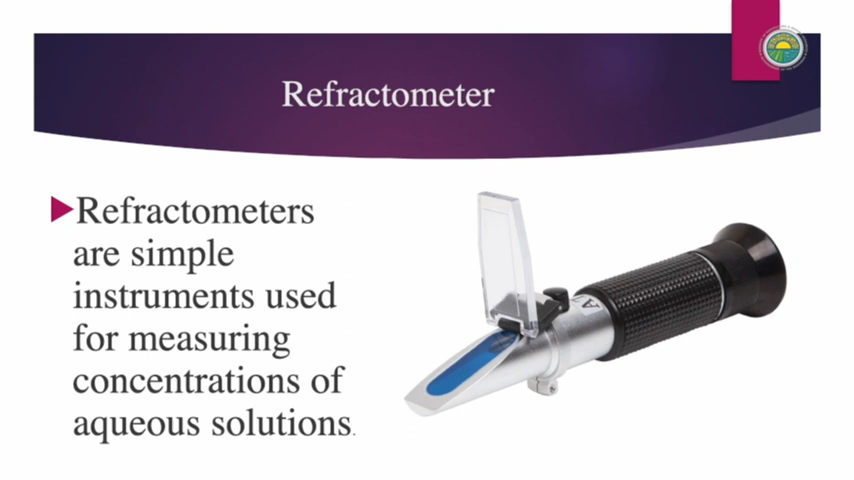 Refractometer
Refractometers
are simple
instruments used
for measuring
concentrations of
aqueous solutions.